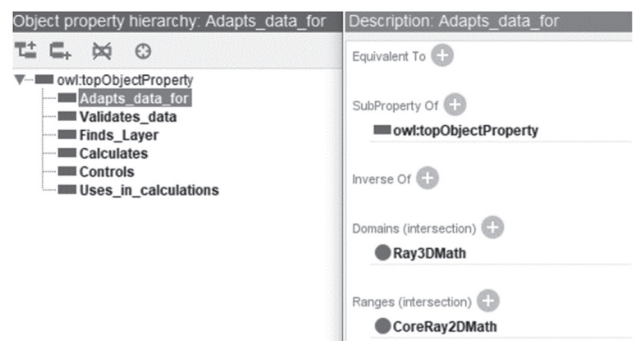 Object property hierarchy: Adapts_data_for
owl:topObjectProperty
Adapts_data_for
Validates_data
Finds_Layer
Calculates
Controls
Uses_in_calculations
Description: Adapts_data_for
Equivalent To
SubProperty Of
owl:topObjectProperty
Inverse Of
Domains (intersection)
Ray3DMath
Ranges (intersection)
CoreRay2DMath